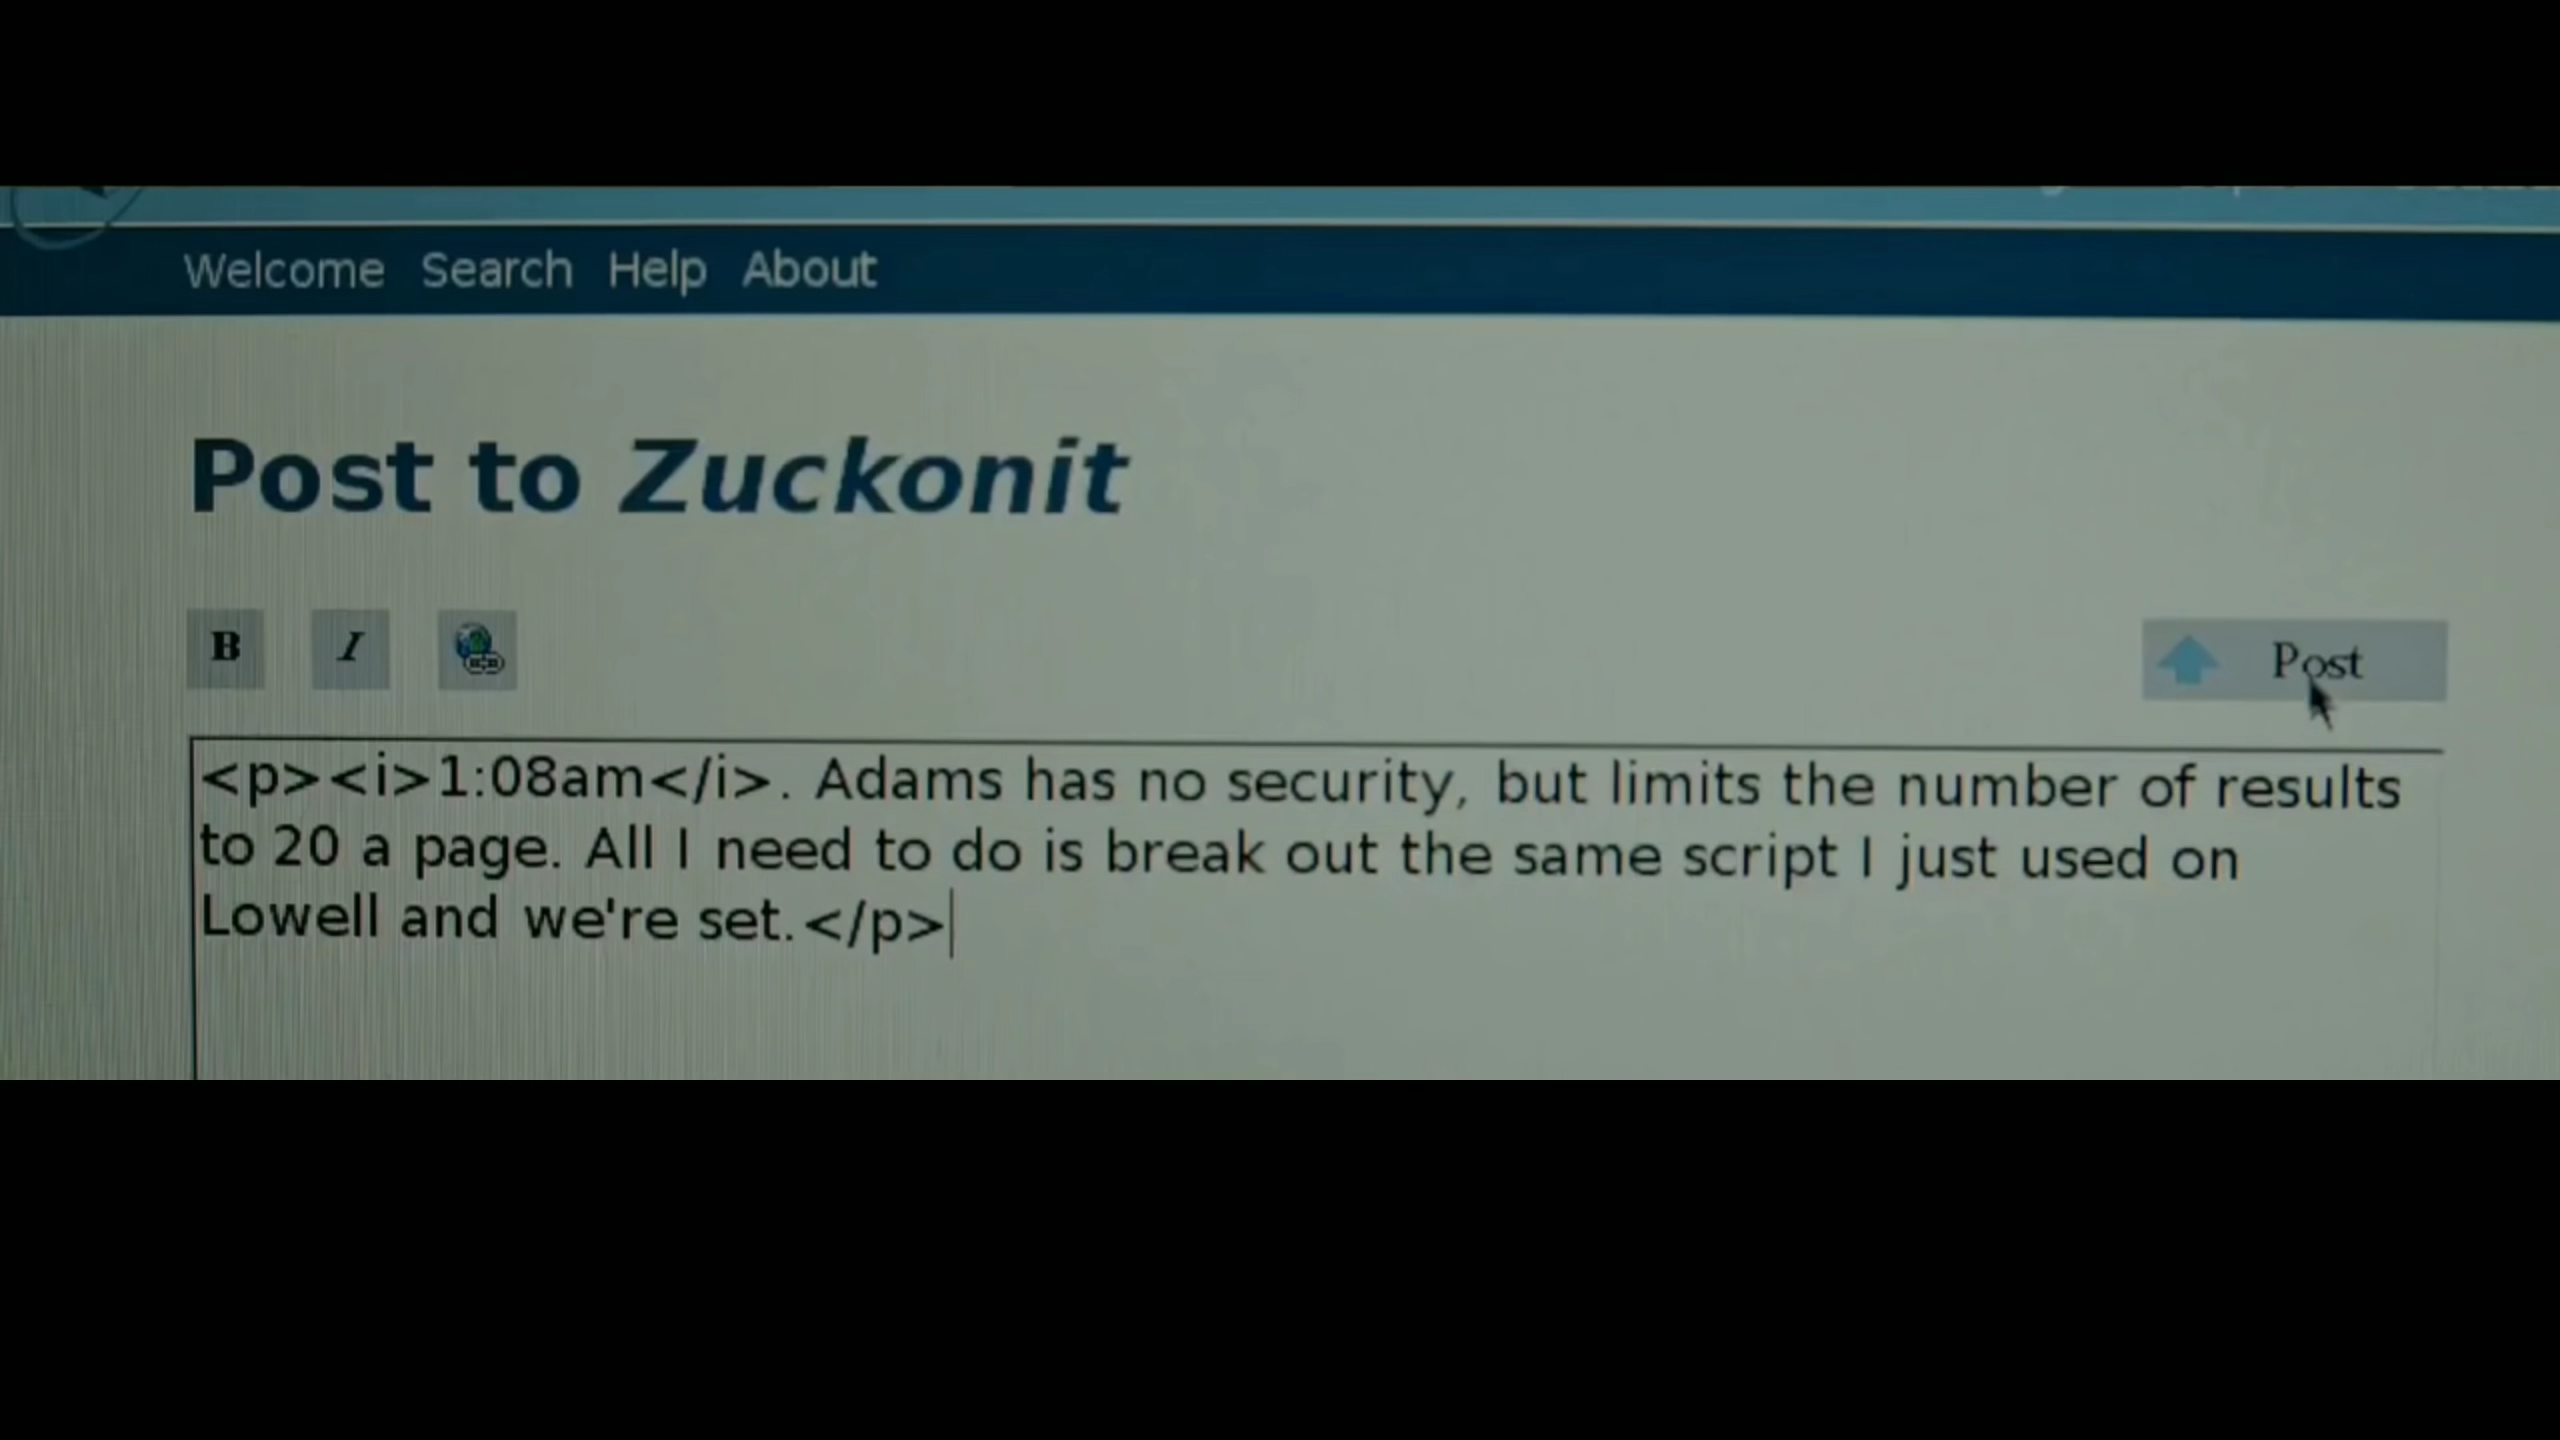 Welcome Search Help About
Post to Zuckonit
B I
Post
<p><i>1:08am</i>. Adams has no security, but limits the number of results
to 20 a page. All I need to do is break out the same script I just used on
Lowell and we're set.</p>